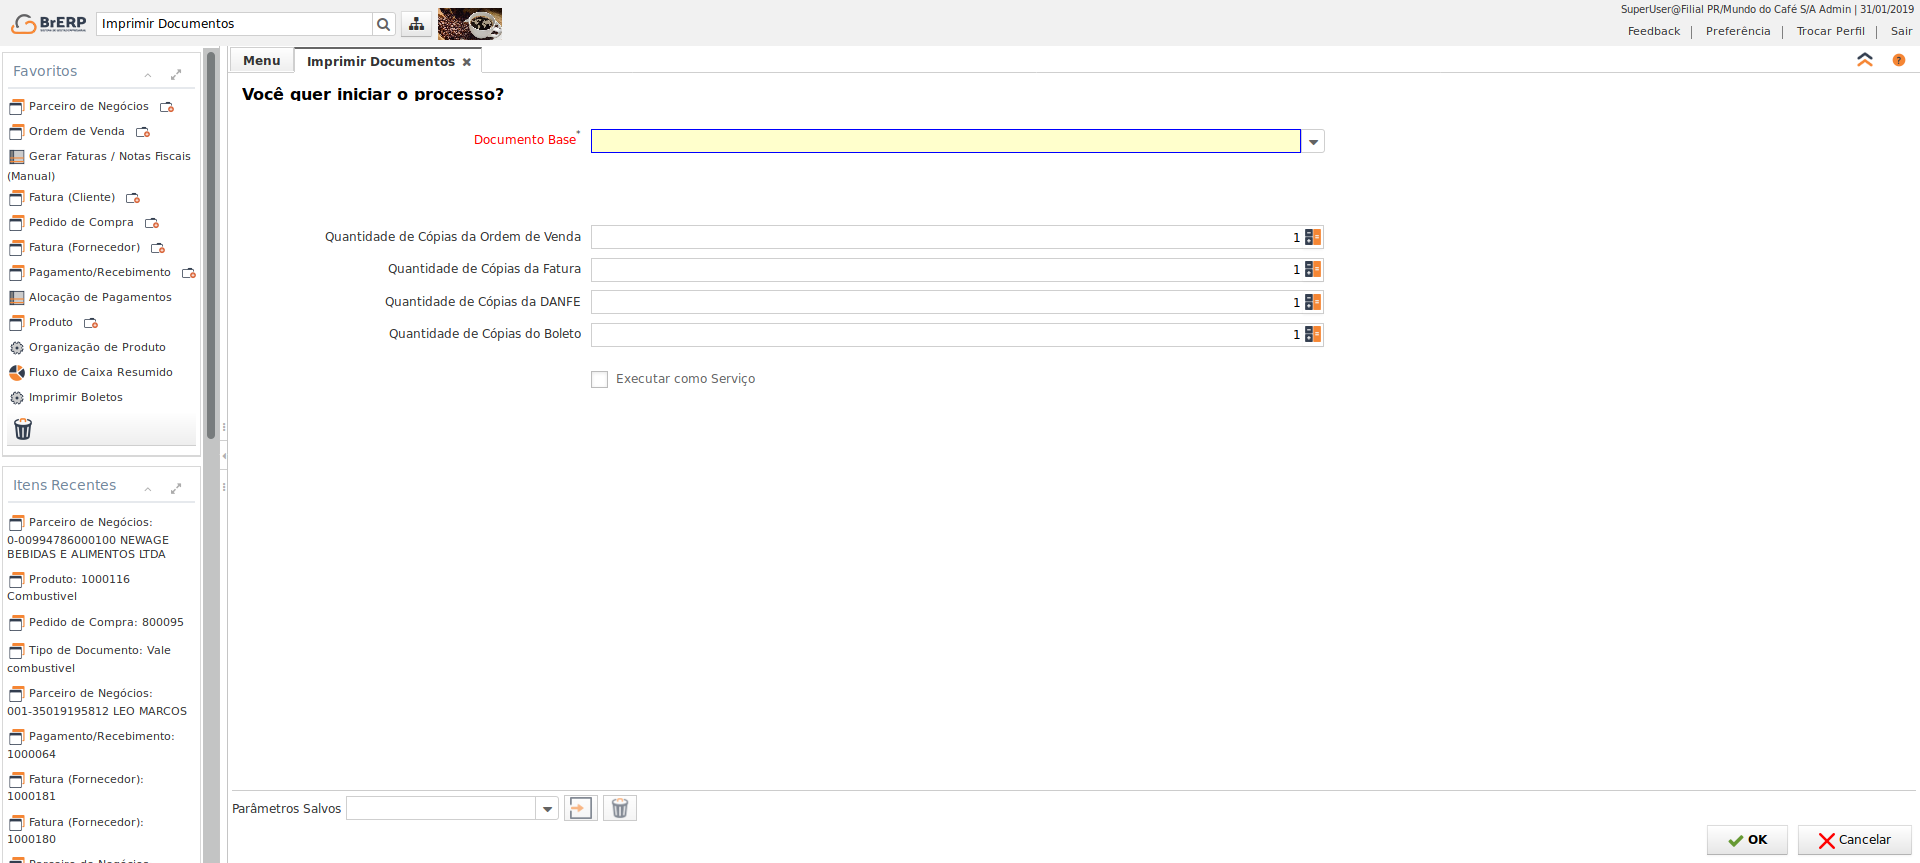 BrERP
Imprimir Documentos
SuperUser@Filial PR/Mundo do Café S/A Admin | 31/01/2019
Feedback | Preferência | Trocar Perfil | Sair
Favoritos
Parceiro de Negócios
Ordem de Venda
Gerar Faturas / Notas Fiscais
(Manual)
Fatura (Cliente)
Pedido de Compra
Fatura (Fornecedor)
Pagamento/Recebimento
Alocação de Pagamentos
Produto
Organização de Produto
Fluxo de Caixa Resumido
Imprimir Boletos
Itens Recentes
Parceiro de Negócios:
0-00994786000100 NEWAGE
BEBIDAS E ALIMENTOS LTDA
Produto: 1000116
Combustivel
Pedido de Compra: 800095
Tipo de Documento: Vale
combustivel
Parceiro de Negócios:
001-35019195812 LEO MARCOS
Pagamento/Recebimento:
1000064
Fatura (Fornecedor):
1000181
Fatura (Fornecedor):
1000180
Parceiro de Negócios
Menu
Imprimir Documentos
?
Você quer iniciar o processo?
Documento Base*
Quantidade de Cópias da Ordem de Venda 1
Quantidade de Cópias da Fatura 1
Quantidade de Cópias da DANFE 1
Quantidade de Cópias do Boleto 1
Executar como Serviço
Parâmetros Salvos
OK
Cancelar